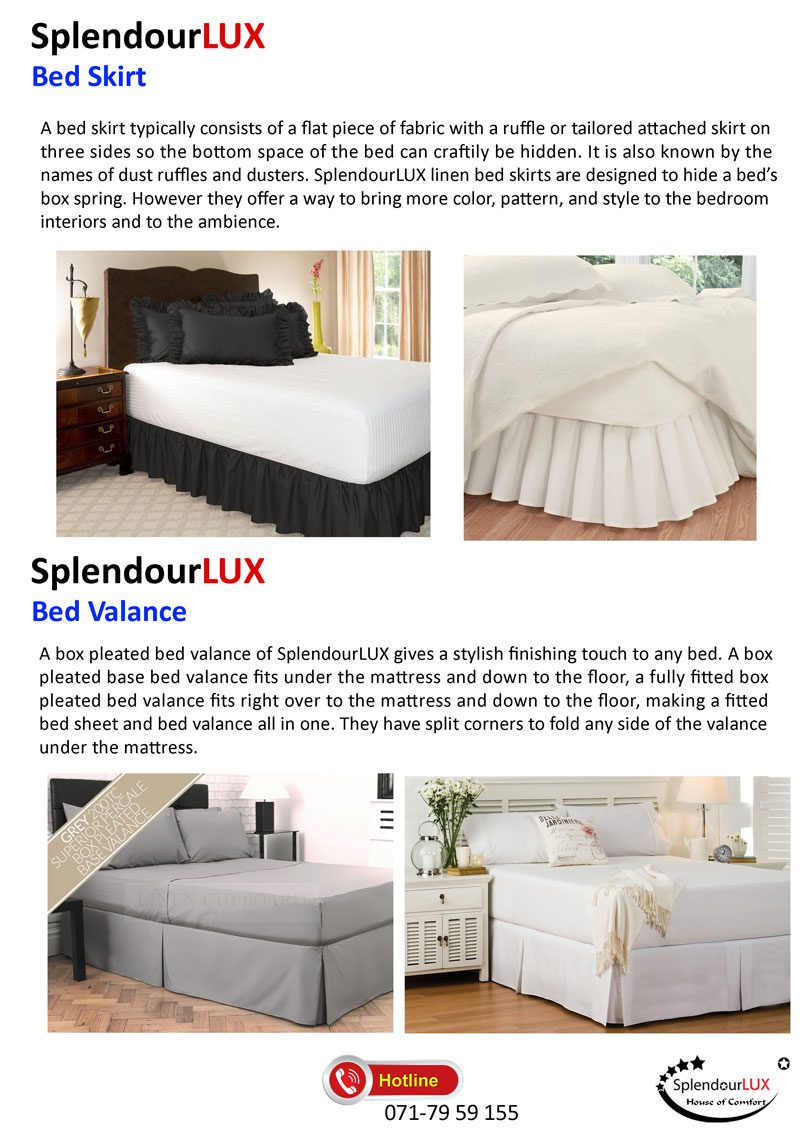 SplendourLUX
Bed Skirt
A bed skirt typically consists of a flat piece of fabric with a ruffle or tailored attached skirt on
three sides so the bottom space of the bed can craftily be hidden. It is also known by the
names of dust ruffles and dusters. SplendourLUX linen bed skirts are designed to hide a bed's
box spring. However they offer a way to bring more color, pattern, and style to the bedroom
interiors and to the ambience.
SplendourLUX
Bed Valance
A box pleated bed valance of SplendourLUX gives a stylish finishing touch to any bed. A box
pleated base bed valance fits under the mattress and down to the floor, a fully fitted box
pleated bed valance fits right over to the mattress and down to the floor, making a fitted
bed sheet and bed valance all in one. They have split corners to fold any side of the valance
under the mattress.
GREY 200TC
SUPERIOR PERCALE
BOX PLEATED
BASE VALANCE
LINEN CUPBOARD
BELLE
JARDINIERE
Hotline
071-79 59 155
SplendourLUX
House of Comfort